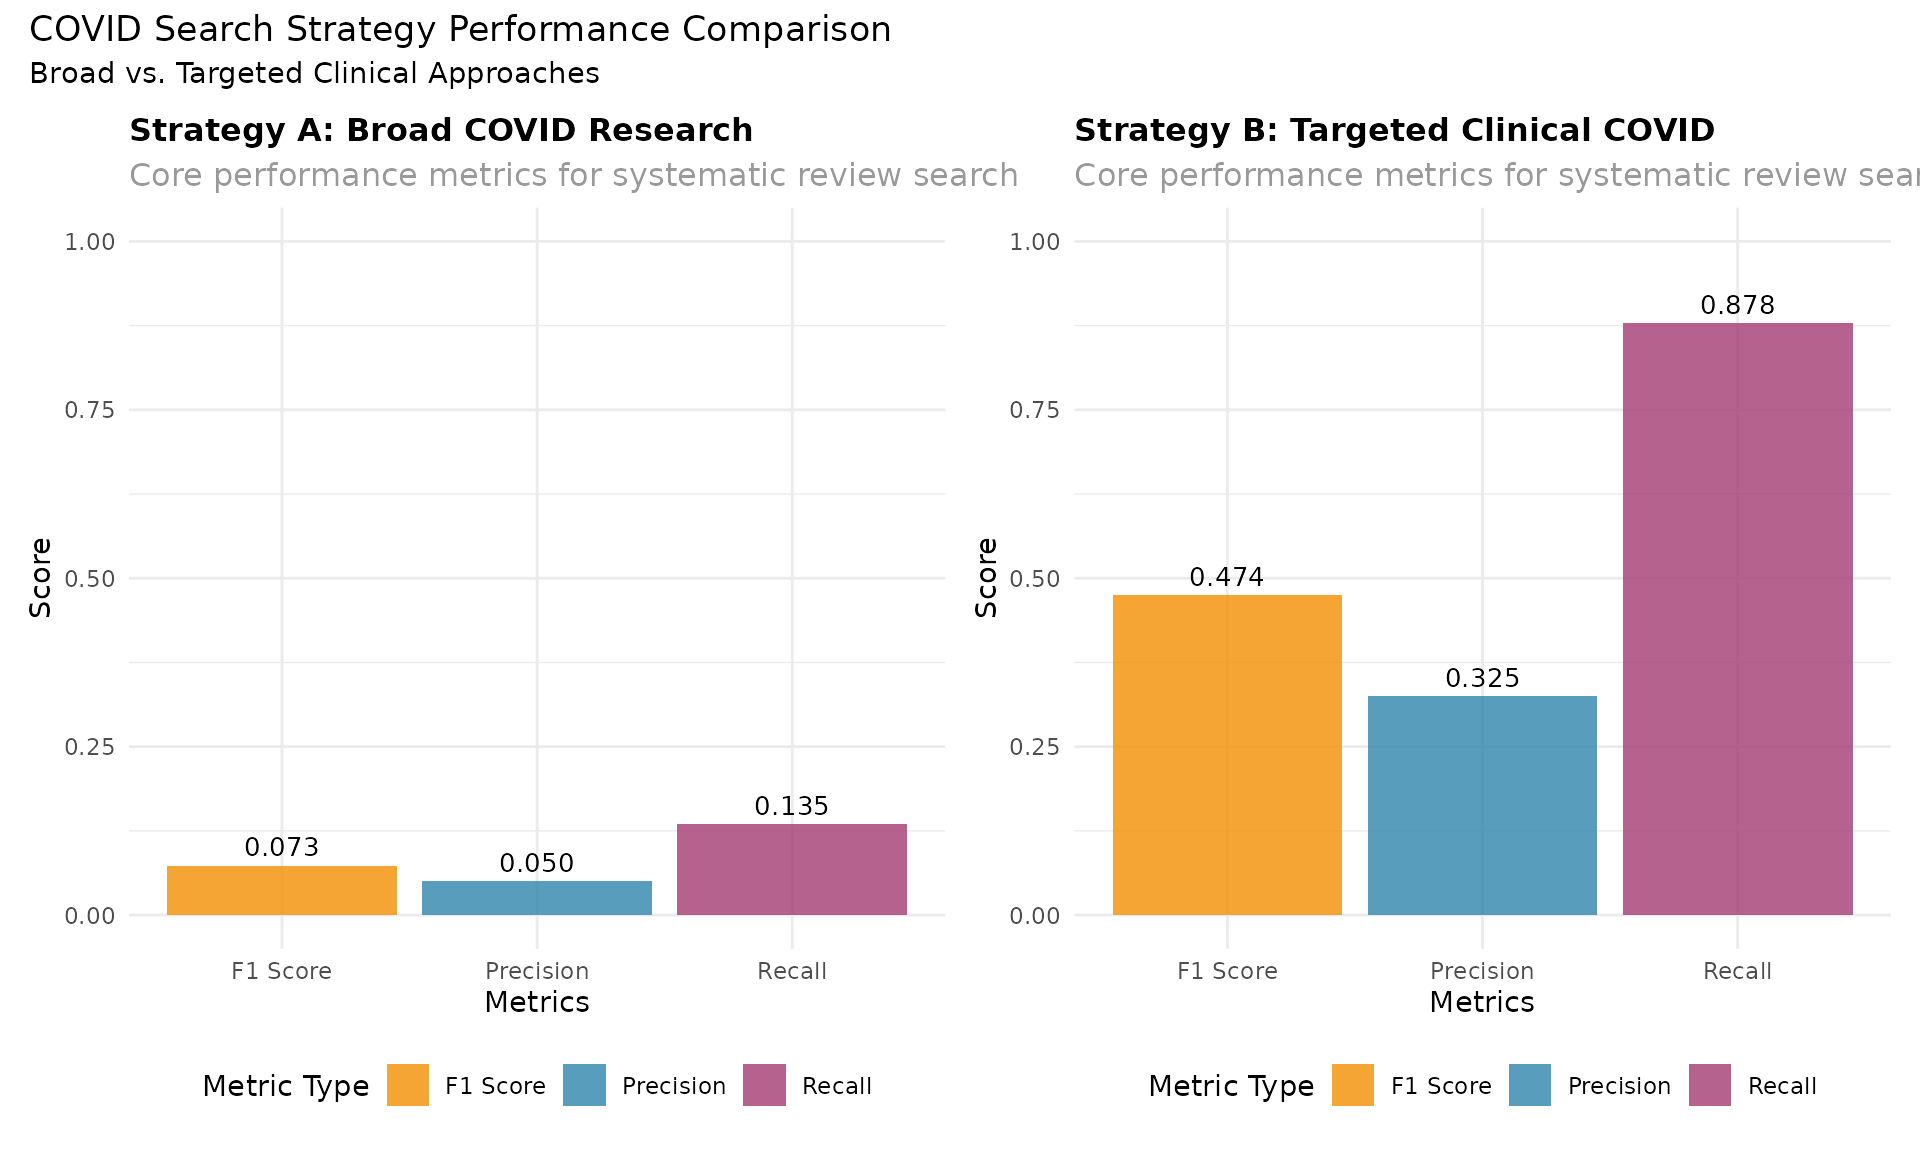 COVID Search Strategy Performance Comparison
Broad vs. Targeted Clinical Approaches
Strategy A: Broad COVID Research
Core performance metrics for systematic review search
Score
1.00
0.75
0.50
0.25
0.00
0.073
0.050
0.135
F1 Score Precision Recall
Metrics
Metric Type F1 Score Precision Recall
Strategy B: Targeted Clinical COVID
Core performance metrics for systematic review sear
Score
1.00
0.75
0.50
0.25
0.00
0.474
0.325
0.878
F1 Score Precision Recall
Metrics
Metric Type F1 Score Precision Recall